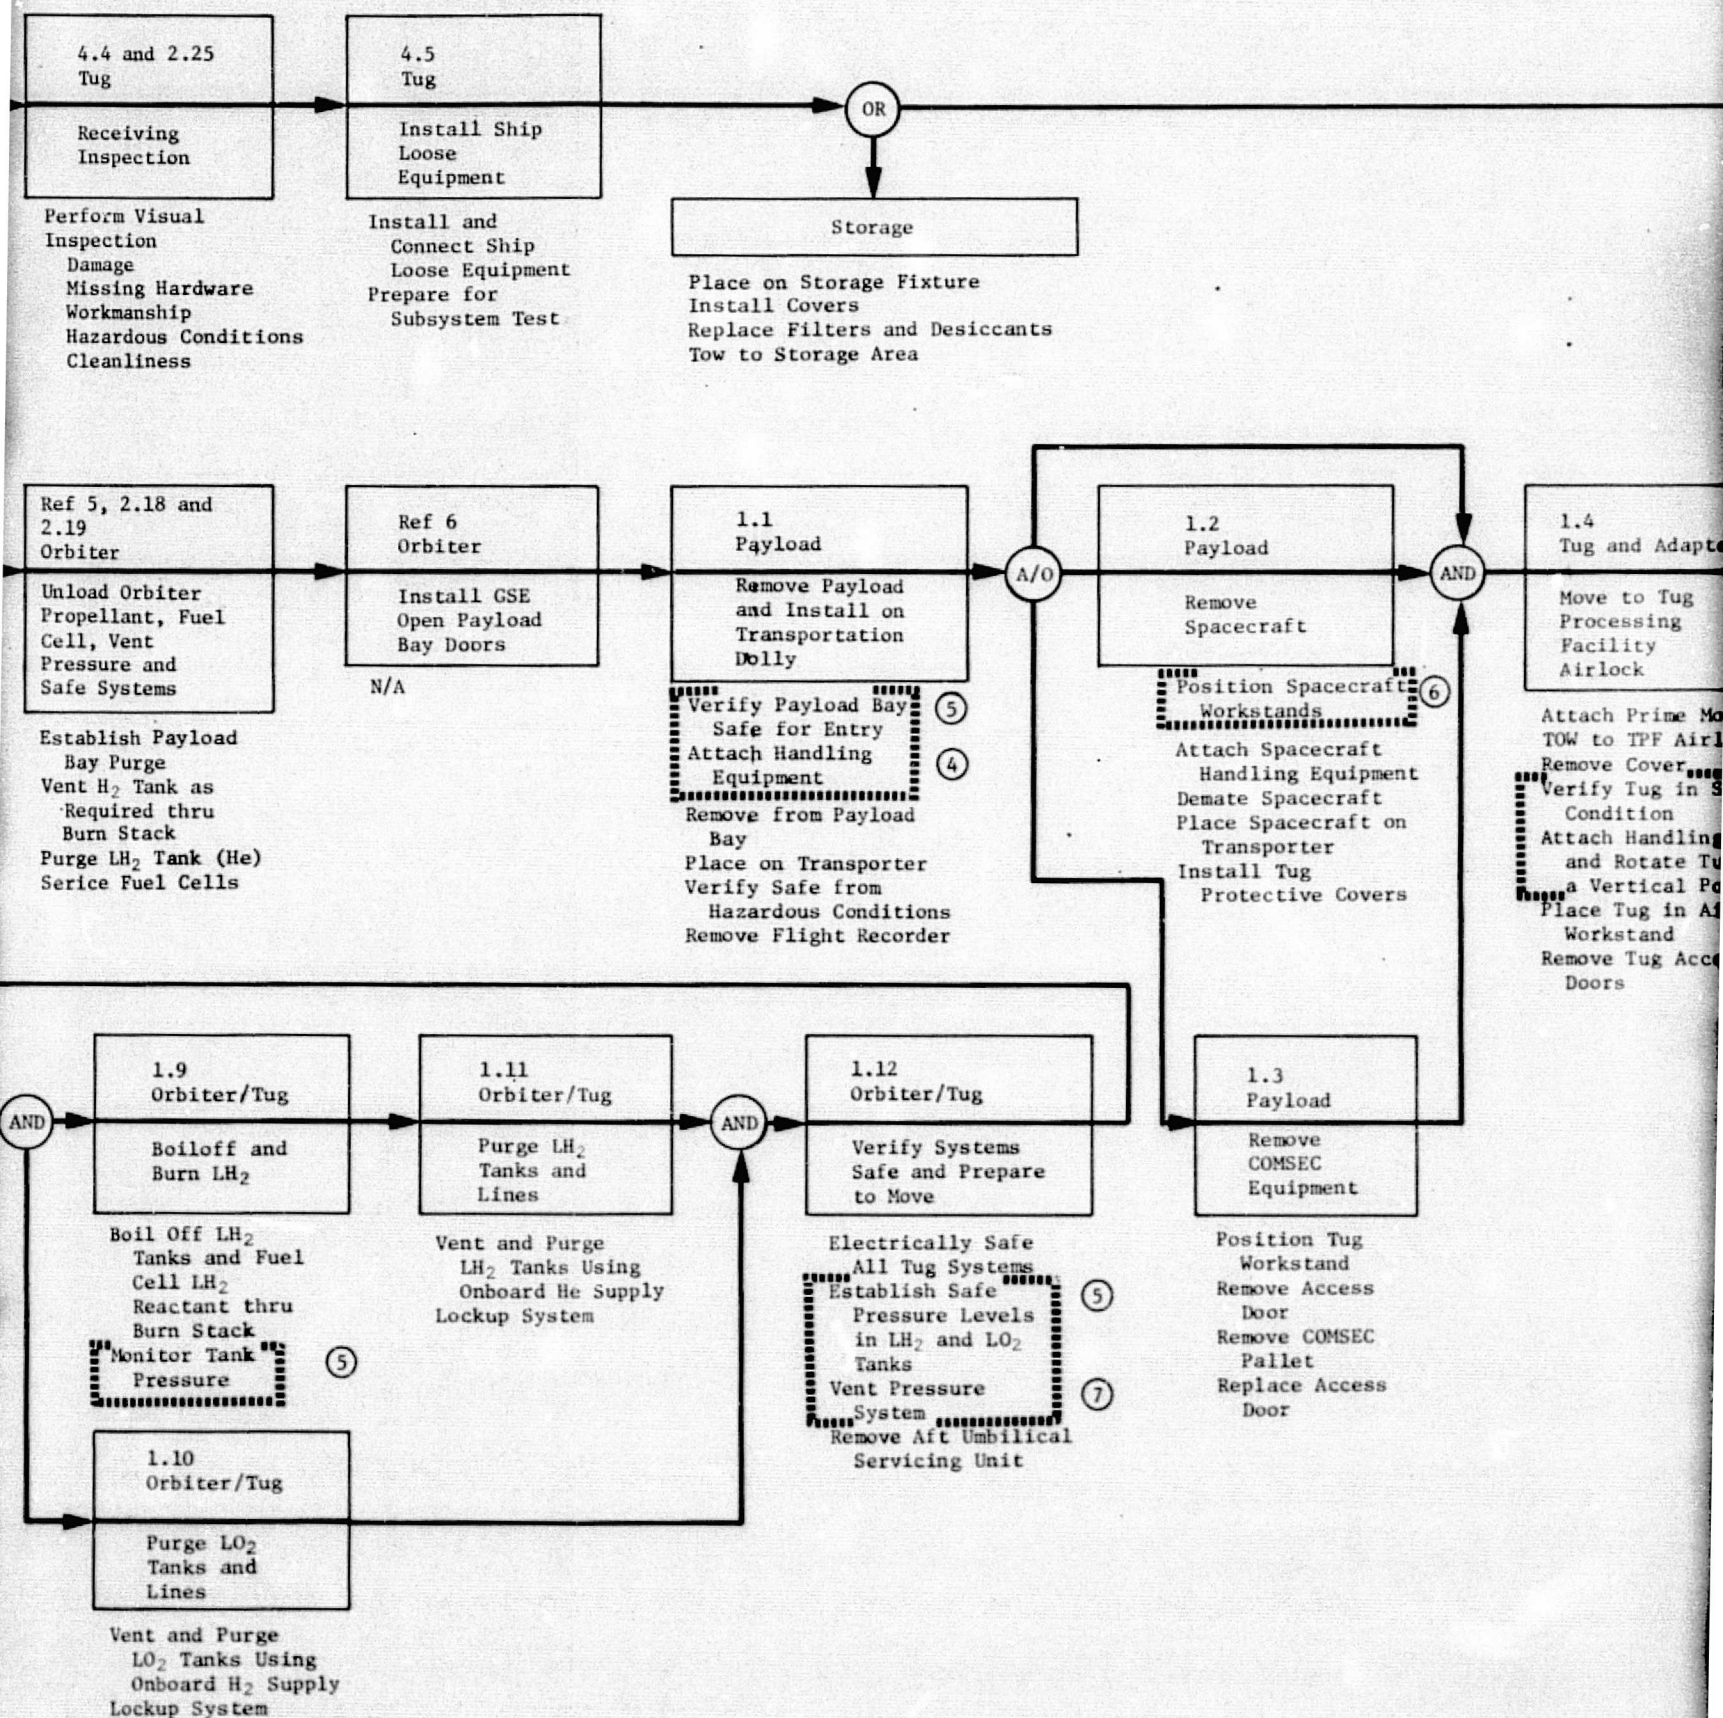 4.4 and 2.25
Tug
Receiving
Inspection
Perform Visual
Inspection
Damage
Missing Hardware
Workmanship
Hazardous Conditions
Cleanliness
4.5
Tug
Install Ship
Loose
Equipment
Install and
Connect Ship
Loose Equipment
Prepare for
Subsystem Test
OR
Storage
Place on Storage Fixture
Install Covers
Replace Filters and Desiccants
Tow to Storage Area
Ref 5, 2.18 and
2.19
Orbiter
Unload Orbiter
Propellant, Fuel
Cell, Vent
Pressure and
Safe Systems
Establish Payload
Bay Purge
Vent H₂ Tank as
Required thru
Burn Stack
Purge LH₂ Tank (He)
Serice Fuel Cells
Ref 6
Orbiter
Install GSE
Open Payload
Bay Doors
N/A
1.1
Payload
Remove Payload
and Install on
Transportation
Dolly
Verify Payload Bay
Safe for Entry
5
Attach Handling
Equipment
4
Remove from Payload
Bay
Place on Transporter
Verify Safe from
Hazardous Conditions
Remove Flight Recorder
A/O
1.2
Payload
Remove
Spacecraft
Position Spacecraft
Workstands
6
Attach Spacecraft
Handling Equipment
Demate Spacecraft
Place Spacecraft on
Transporter
Install Tug
Protective Covers
AND
1.4
Tug and
Move to Tug
Processing
Facility
Airlock
Attach Prime
TOW to TPF
Remove Cover
Verify Tug in
Condition
Attach Handling
and Rotate
a Vertical
Place Tug in
Workstand
Remove Tug
Doors
AND
1.9
Orbiter/Tug
Boiloff and
Burn LH₂
Boil Off LH₂
Tanks and Fuel
Cell LH₂
Reactant thru
Burn Stack
Monitor Tank
Pressure
5
1.10
Orbiter/Tug
Purge LO₂
Tanks and
Lines
Vent and Purge
LO₂ Tanks Using
Onboard H₂ Supply
Lockup System
1.11
Orbiter/Tug
Purge LH₂
Tanks and
Lines
Vent and Purge
LH₂ Tanks Using
Onboard He Supply
Lockup System
AND
1.12
Orbiter/Tug
Verify Systems
Safe and Prepare
to Move
Electrically Safe
All Tug Systems
Establish Safe
Pressure Levels
in LH₂ and LO₂
Tanks
5
Vent Pressure
System
7
Remove Aft Umbilical
Servicing Unit
1.3
Payload
Remove
COMSEC
Equipment
Position Tug
Workstand
Remove Access
Door
Remove COMSEC
Pallet
Replace Access
Door